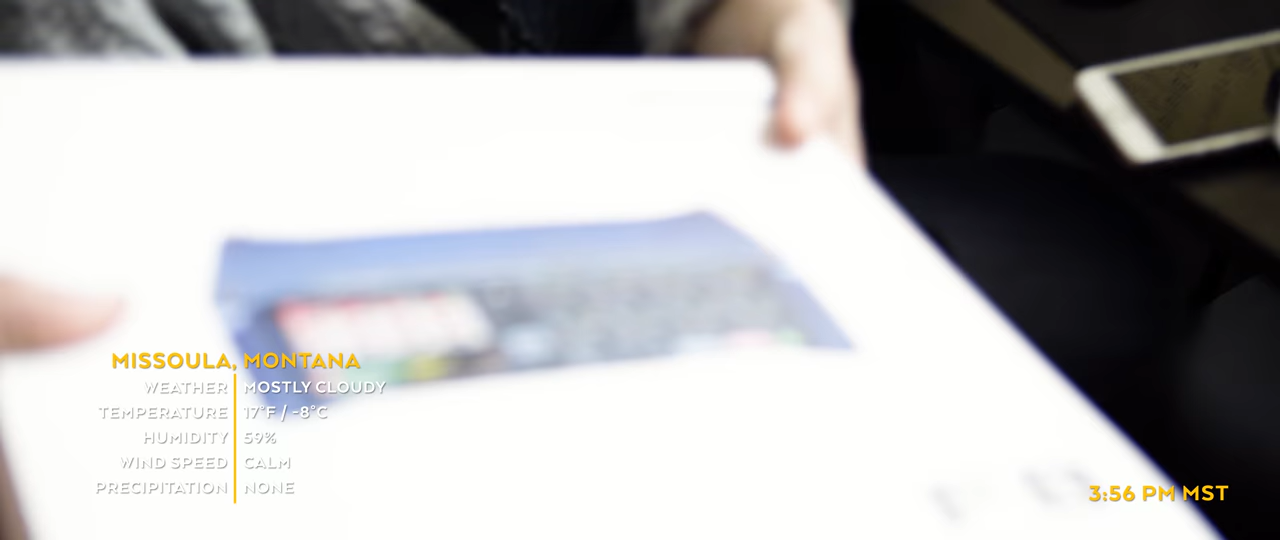 MISSOULA, MONTANA
WEATHER MOSTLY CLOUDY
TEMPERATURE 17°F / -8°C
HUMIDITY 59%
WIND SPEED CALM
PRECIPITATION NONE
3:56 PM MST